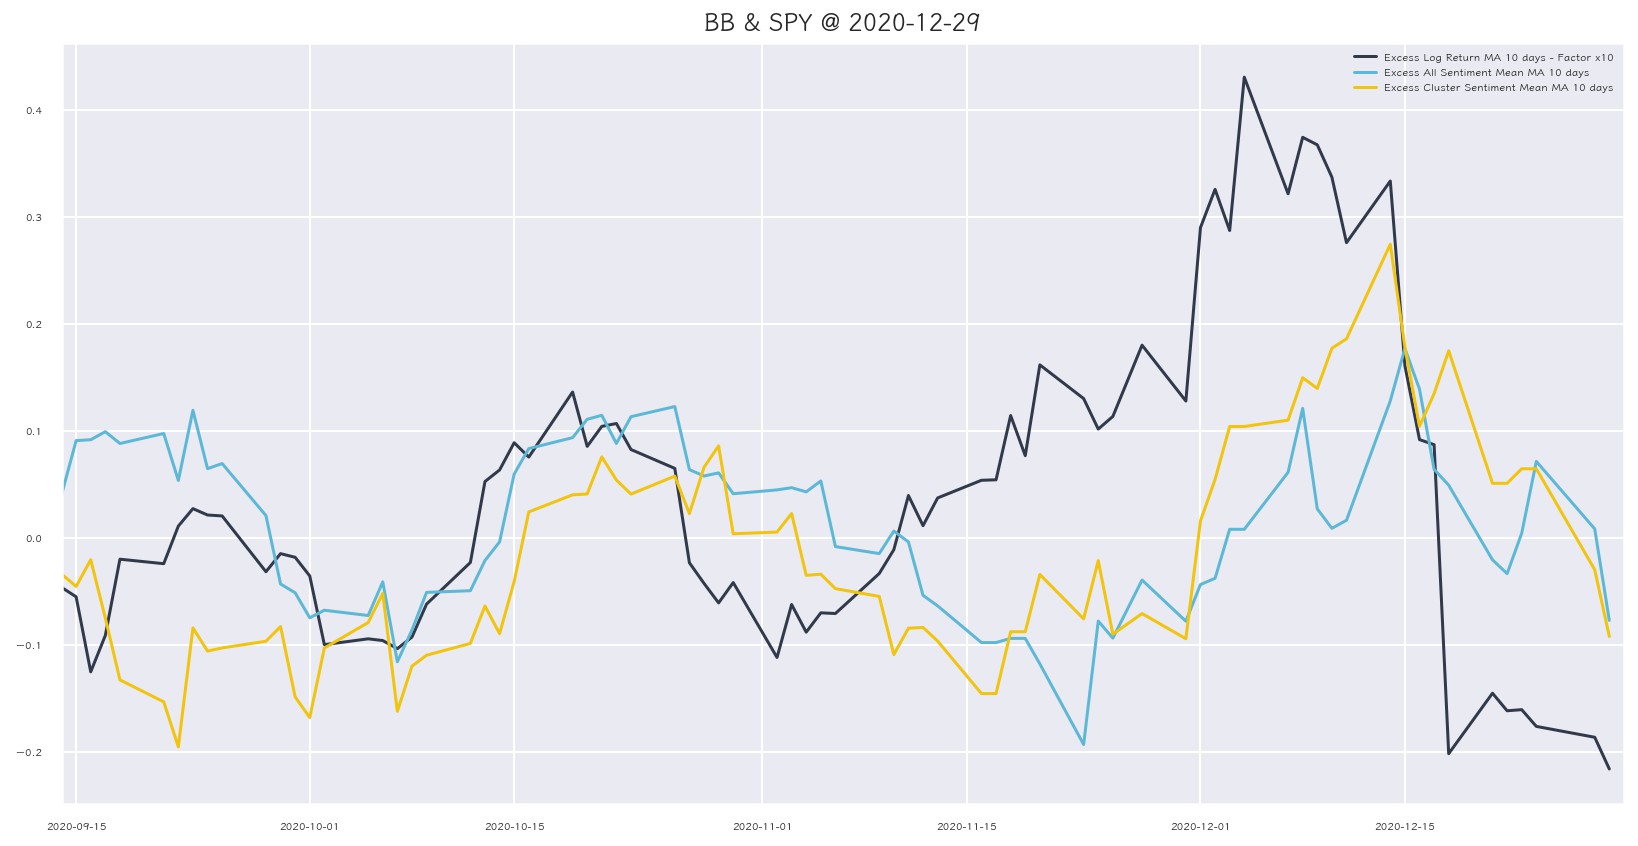 BB & SPY @ 2020-12-29
Excess Log Return MA 10 days - Factor x10
Excess All Sentiment Mean MA 10 days
Excess Cluster Sentiment Mean MA 10 days
0.4
0.3
0.2
0.1
0.0
−0.1
−0.2
2020-09-15 2020-10-01 2020-10-15 2020-11-01 2020-11-15 2020-12-01 2020-12-15